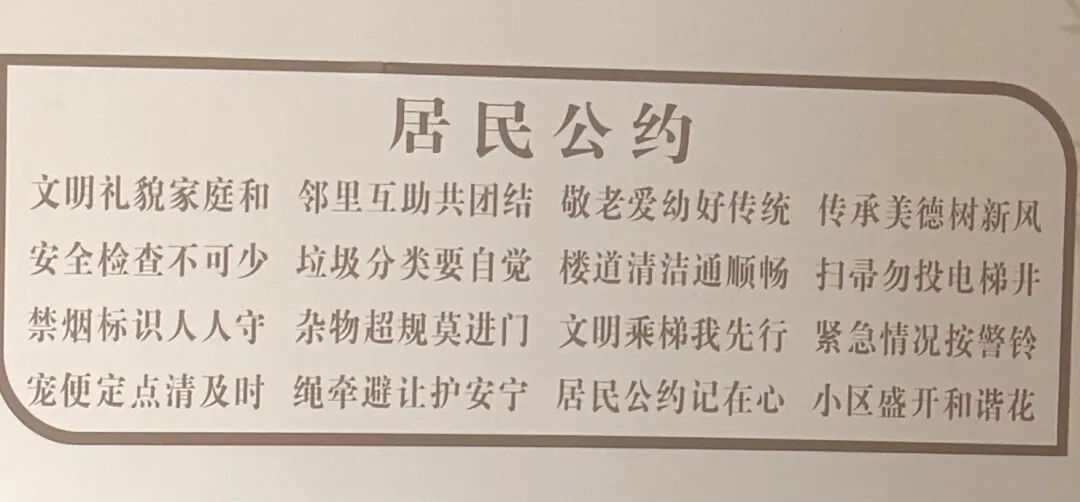 居民公约
文明礼貌家庭和 邻里互助共团结 敬老爱幼好传统 传承美德树新风
安全检查不可少 垃圾分类要自觉 楼道清洁通顺畅 扫帚勿投电梯井
禁烟标识人人守 杂物超规莫进门 文明乘梯我先行 紧急情况按警铃
宠便定点清及时 绳牵避让护安宁 居民公约记在心 小区盛开和谐花